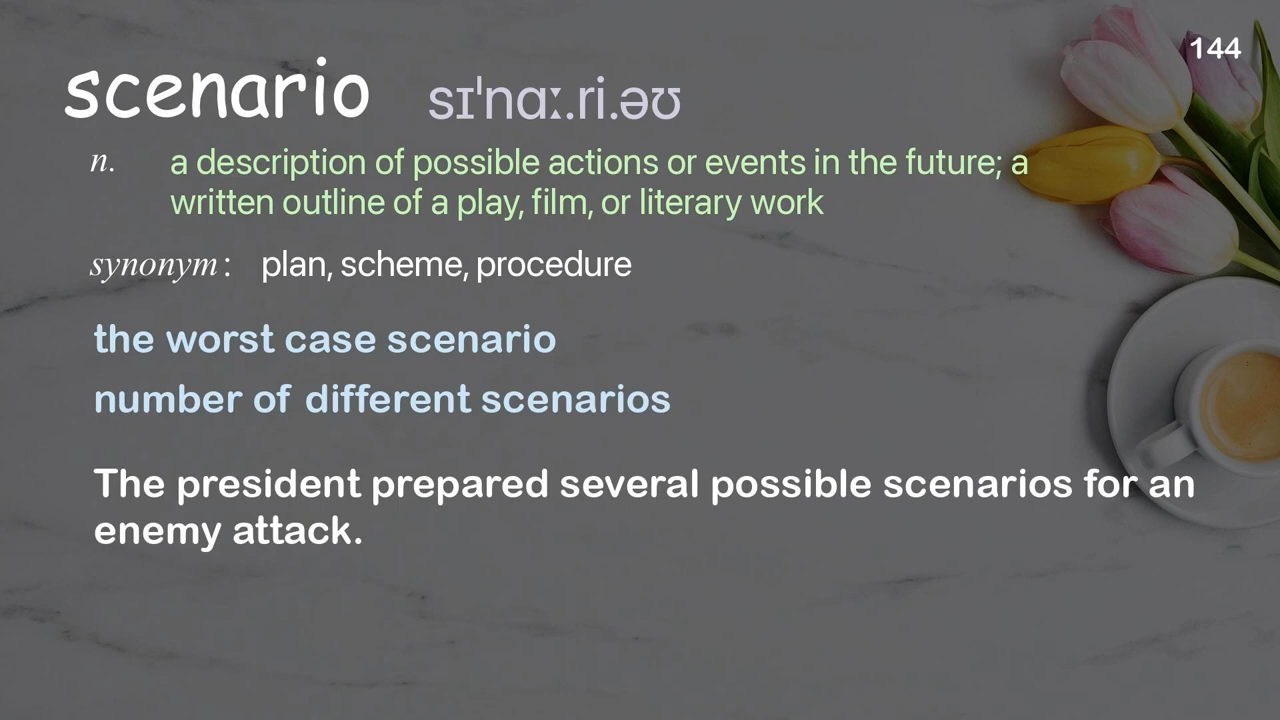 144
scenario sɪˈnɑː.ri.əʊ
n. a description of possible actions or events in the future; a
written outline of a play, film, or literary work
synonym: plan, scheme, procedure
the worst case scenario
number of different scenarios
The president prepared several possible scenarios for an
enemy attack.